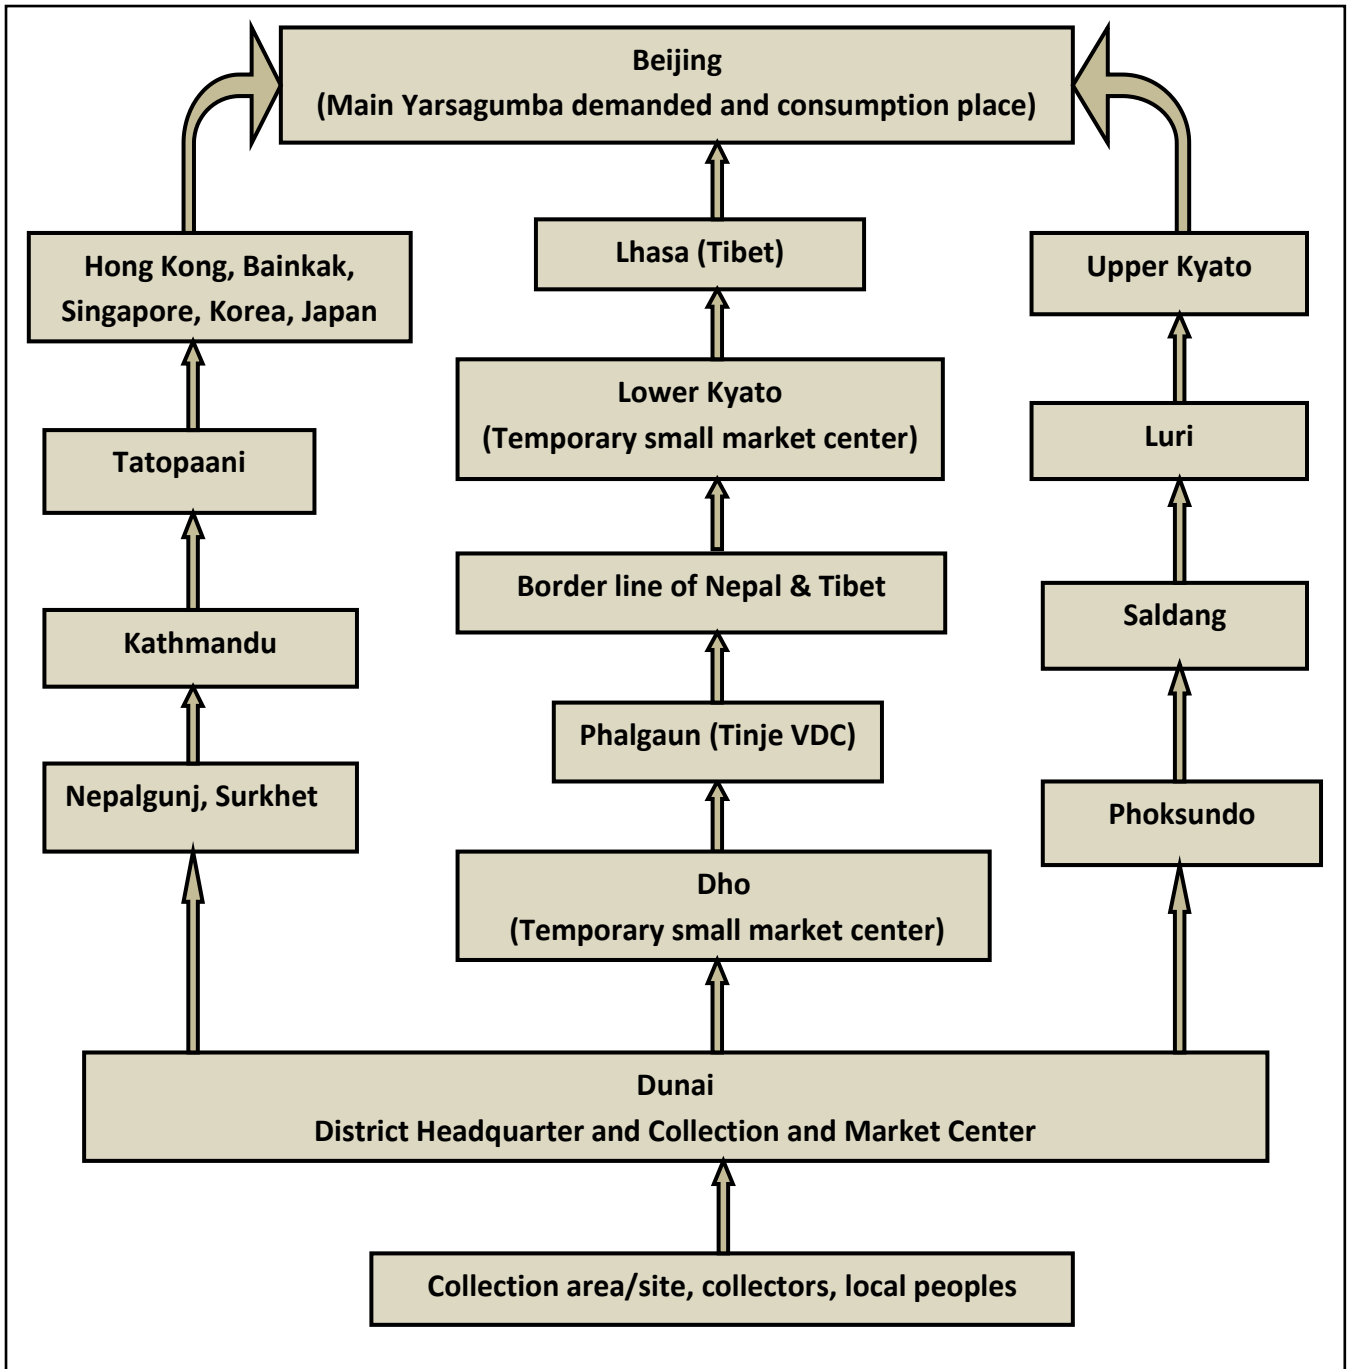 Beijing
(Main Yarsagumba demanded and consumption place)
Hong Kong, Bainkak,
Singapore, Korea, Japan
Lhasa (Tibet)
Upper Kyato
Lower Kyato
(Temporary small market center)
Luri
Tatopaani
Border line of Nepal & Tibet
Saldang
Kathmandu
Phalgaun (Tinje VDC)
Nepalgunj, Surkhet
Phoksundo
Dho
(Temporary small market center)
Dunai
District Headquarter and Collection and Market Center
Collection area/site, collectors, local peoples